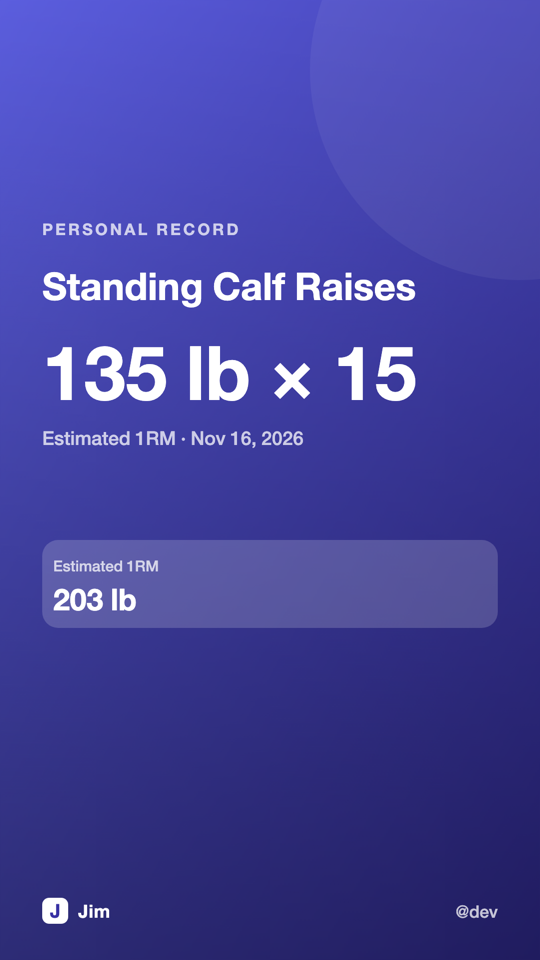 PERSONAL RECORD
Standing Calf Raises
135 lb × 15
Estimated 1RM · Nov 16, 2026
Estimated 1RM
203 lb
J Jim
@dev